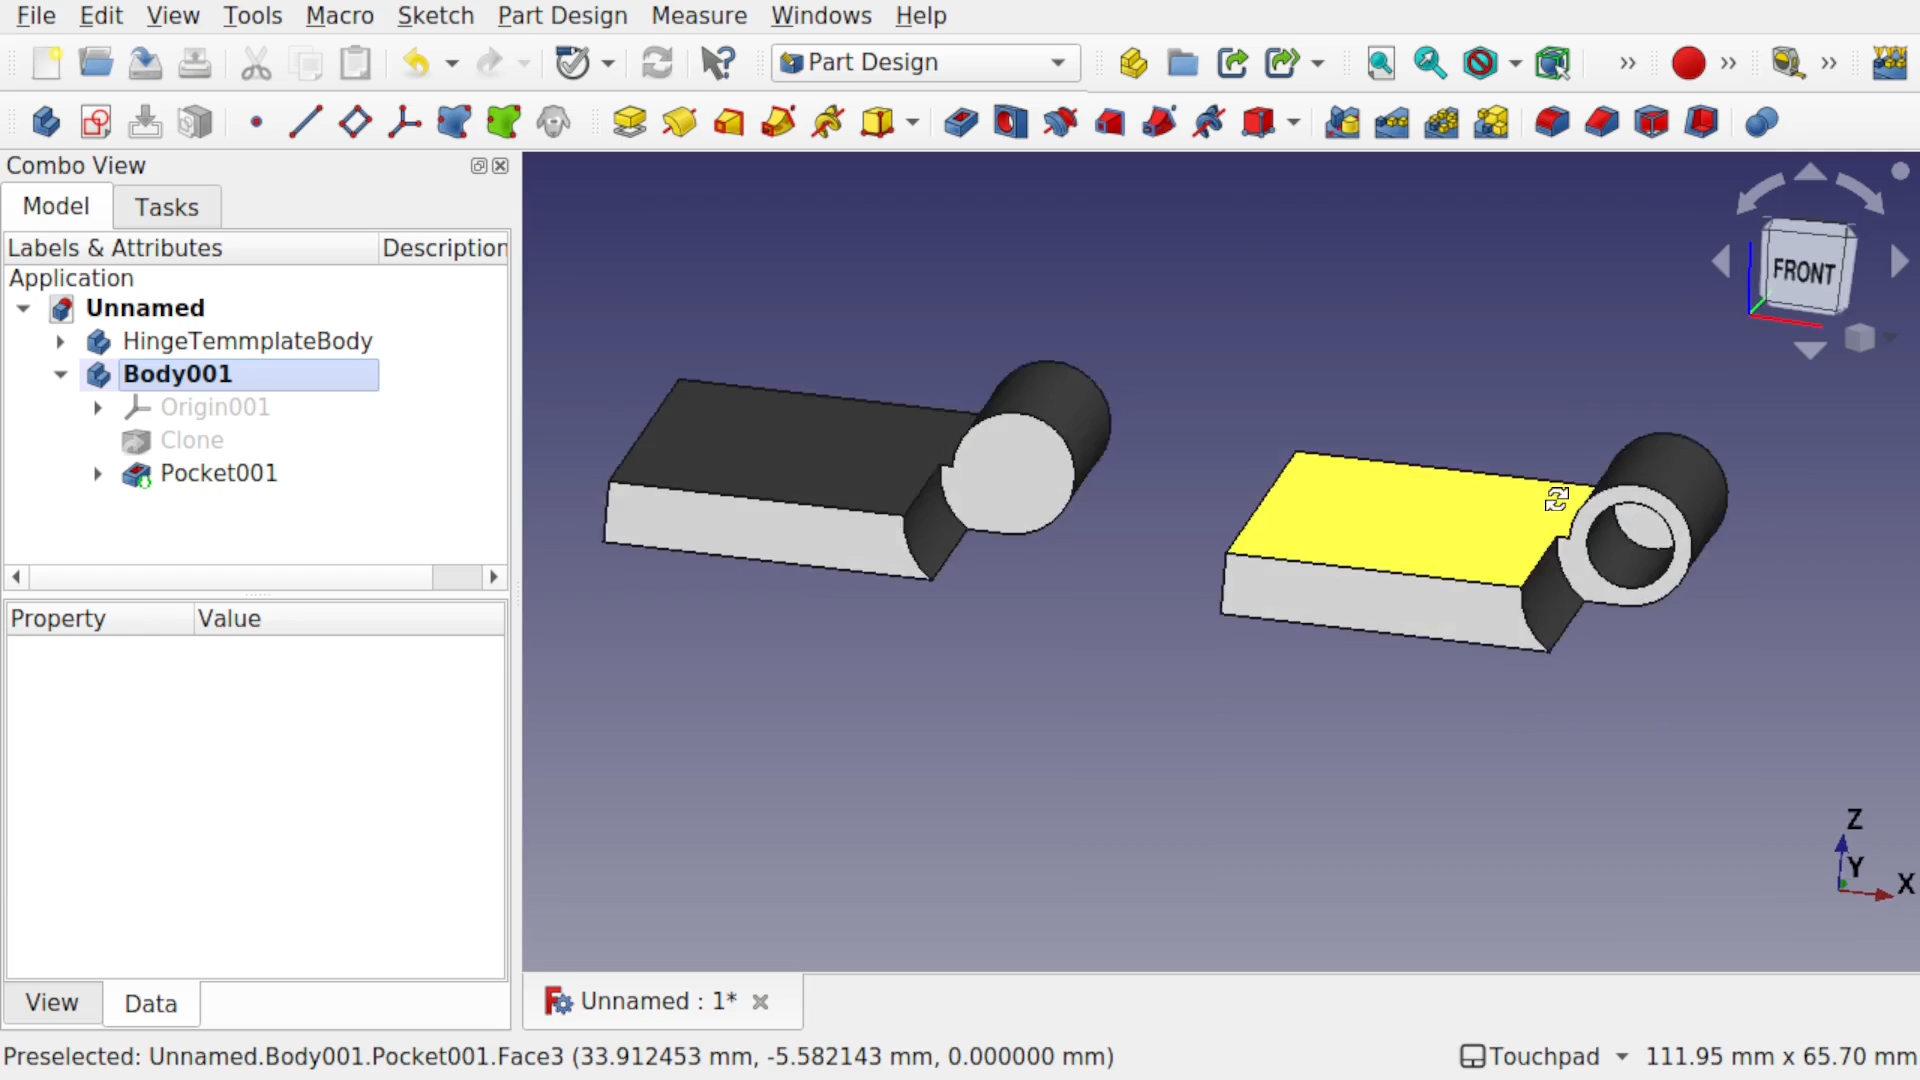 File Edit View Tools Macro Sketch Part Design Measure Windows Help
Part Design
Combo View
Model Tasks
Labels & Attributes Description
Application
Unnamed
HingeTemmplateBody
Body001
Origin001
Clone
Pocket001
Property Value
View Data
FRONT
Z
Y
X
Unnamed : 1*
Preselected: Unnamed.Body001.Pocket001.Face3 (33.912453 mm, -5.582143 mm, 0.000000 mm)
Touchpad 111.95 mm x 65.70 mm